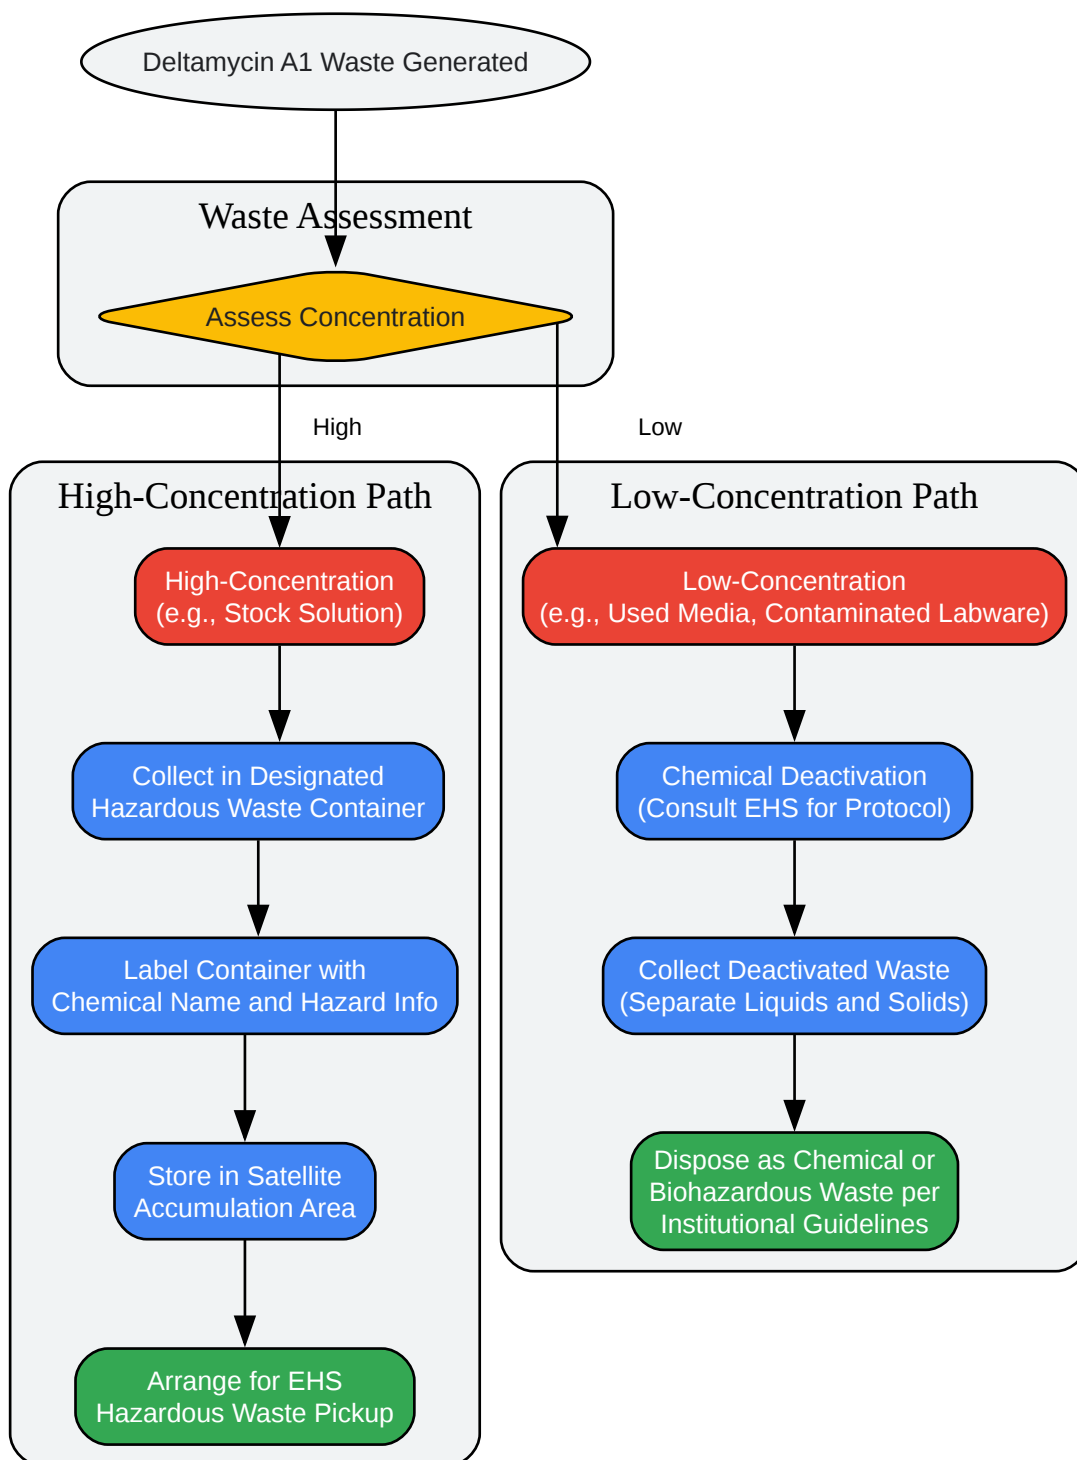 Deltamycin A1 Waste Generated
Waste Assessment
Assess Concentration
High
Low
High-Concentration Path
High-Concentration
(e.g., Stock Solution)
Collect in Designated
Hazardous Waste Container
Label Container with
Chemical Name and Hazard Info
Store in Satellite
Accumulation Area
Arrange for EHS
Hazardous Waste Pickup
Low-Concentration Path
Low-Concentration
(e.g., Used Media, Contaminated Labware)
Chemical Deactivation
(Consult EHS for Protocol)
Collect Deactivated Waste
(Separate Liquids and Solids)
Dispose as Chemical or
Biohazardous Waste per
Institutional Guidelines